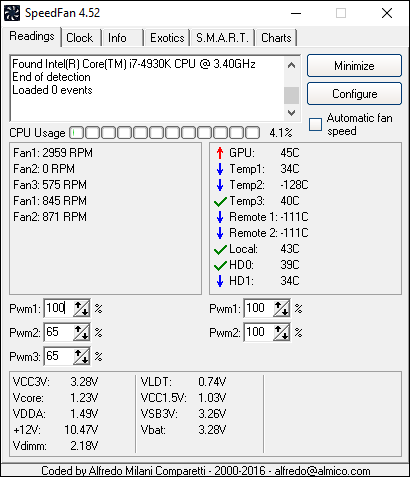 SpeedFan 4.52
Readings Clock Info Exotics S.M.A.R.T. Charts
Found Intel(R) Core(TM) i7-4930K CPU @ 3.40GHz
End of detection
Loaded 0 events
Minimize
Configure
Automatic fan
speed
CPU Usage 4.1%
Fan1: 2959 RPM
Fan2: 0 RPM
Fan3: 575 RPM
Fan1: 845 RPM
Fan2: 871 RPM
GPU: 45C
Temp1: 34C
Temp2: -128C
Temp3: 40C
Remote 1: -111C
Remote 2: -111C
Local: 43C
HD0: 39C
HD1: 34C
Pwm1: 100 %
Pwm2: 65 %
Pwm3: 65 %
Pwm1: 100 %
Pwm2: 100 %
VCC3V: 3.28V
Vcore: 1.23V
VDDA: 1.49V
+12V: 10.47V
Vdimm: 2.18V
VLDT: 0.74V
VCC1.5V: 1.03V
VSB3V: 3.26V
Vbat: 3.28V
Coded by Alfredo Milani Comparetti - 2000-2016 - alfredo@almico.com